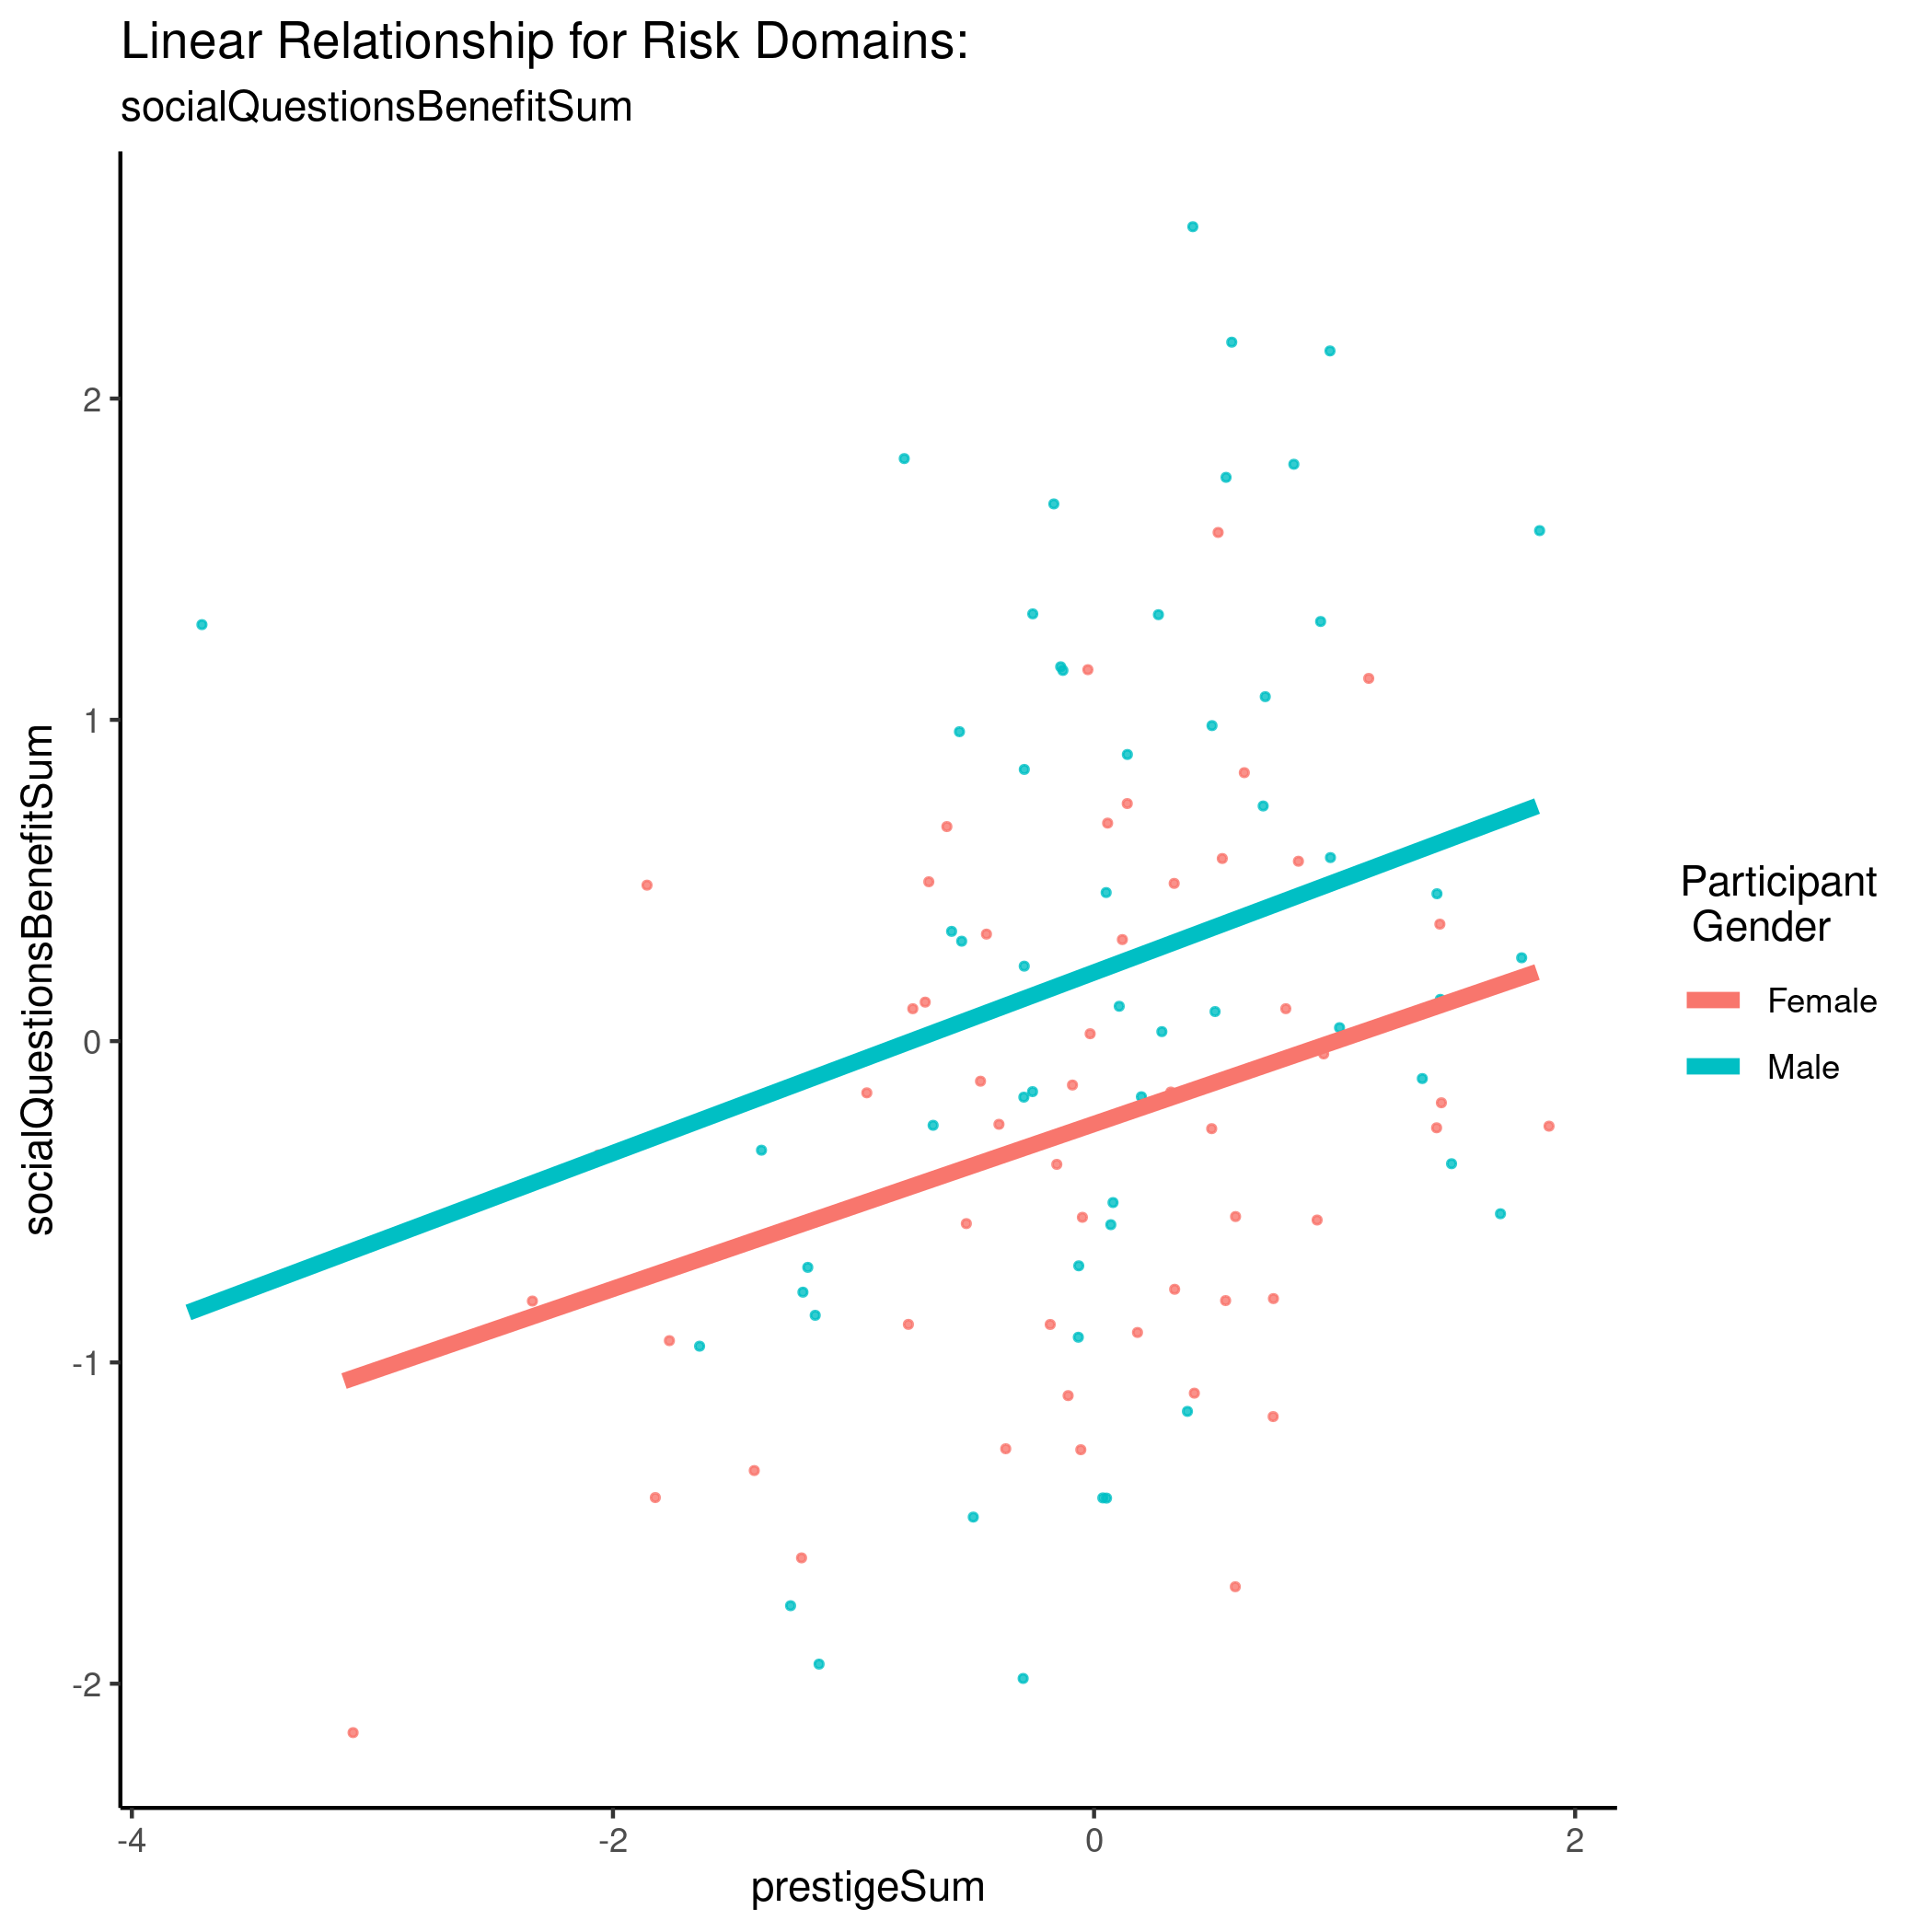 Linear Relationship for Risk Domains:
socialQuestionsBenefitSum
socialQuestionsBenefitSum
2
1
0
-1
-2
-4
-2
0
2
prestigeSum
Participant
Gender
Female
Male